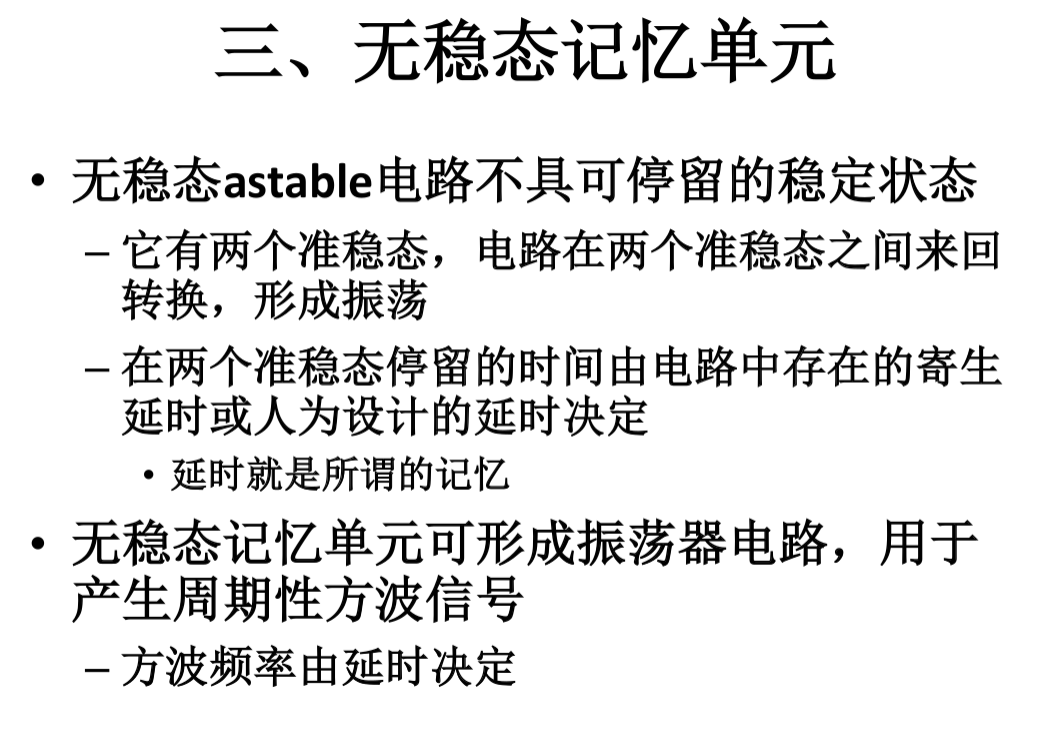 三、无稳态记忆单元
• 无稳态astable电路不具可停留的稳定状态
– 它有两个准稳态，电路在两个准稳态之间来回
转换，形成振荡
– 在两个准稳态停留的时间由电路中存在的寄生
延时或人为设计的延时决定
• 延时就是所谓的记忆
• 无稳态记忆单元可形成振荡器电路，用于
产生周期性方波信号
– 方波频率由延时决定